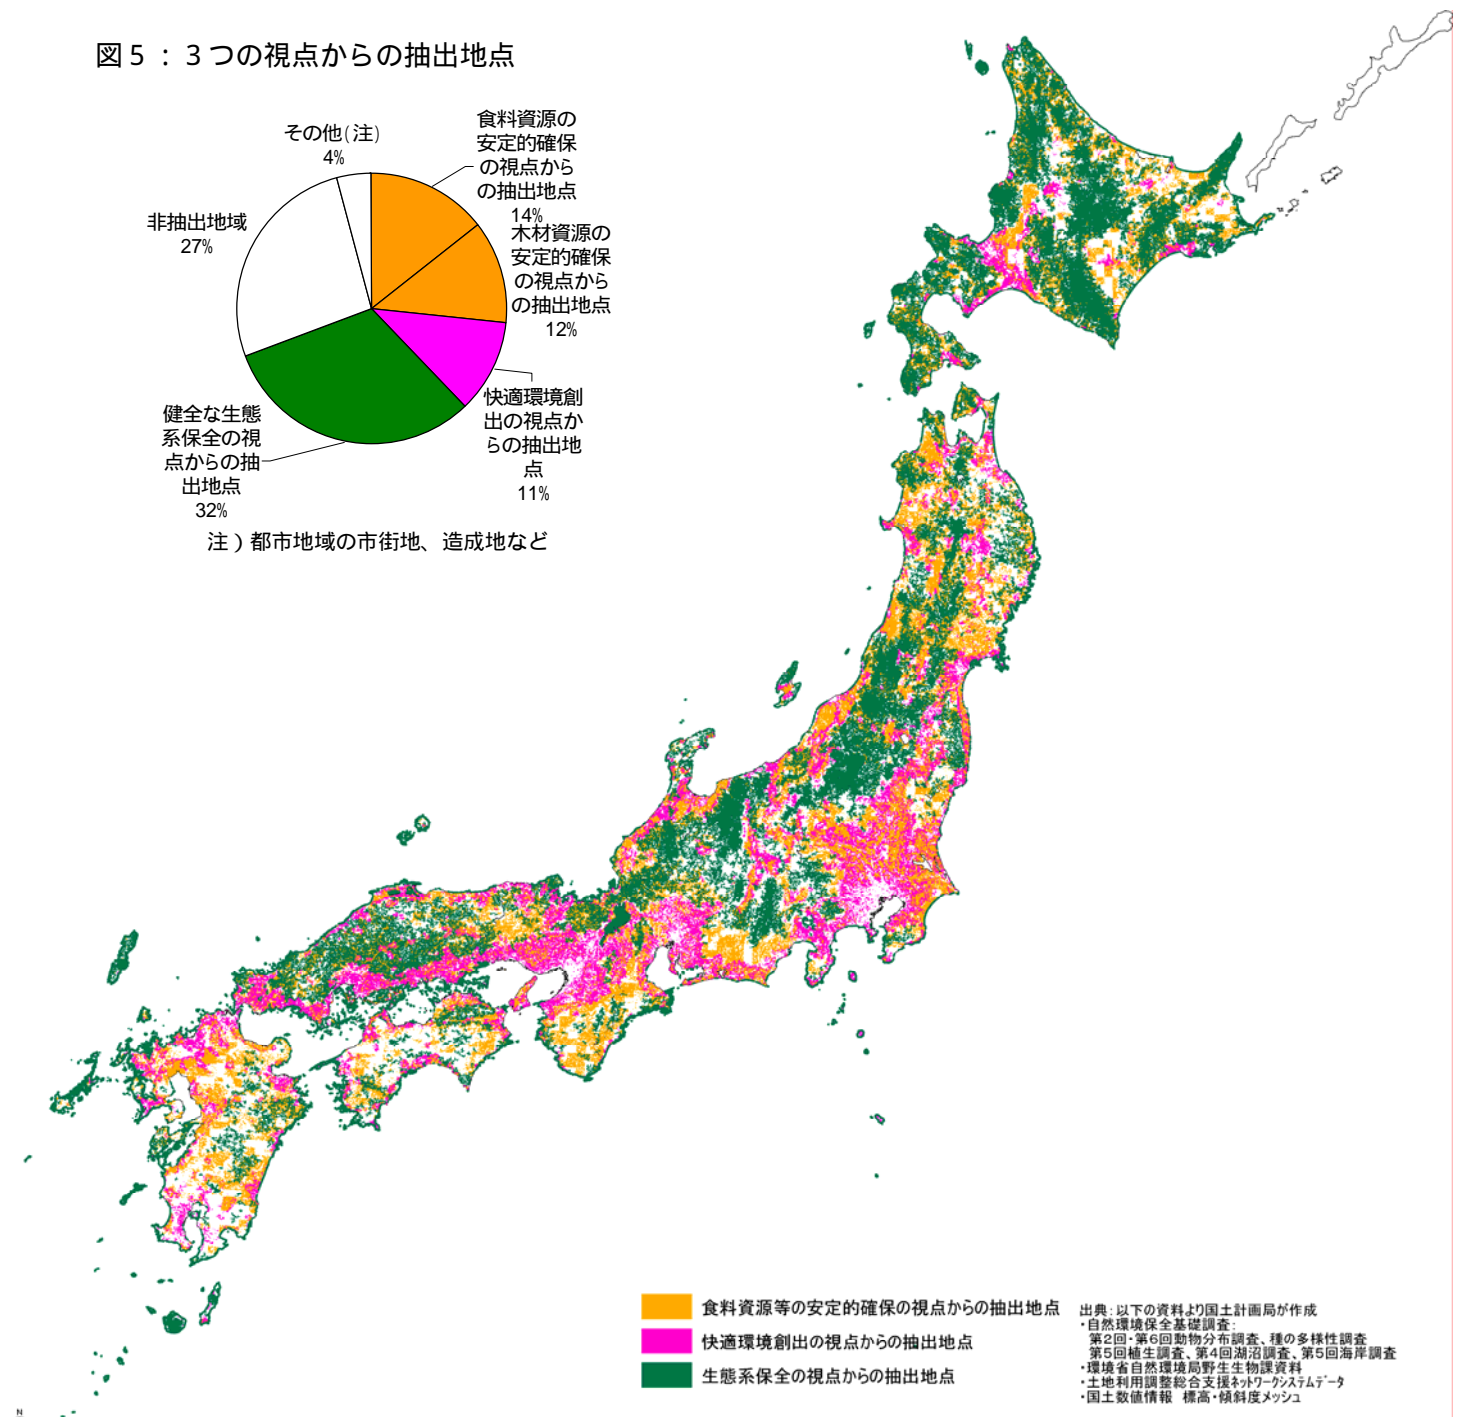 図5：3つの視点からの抽出地点
その他(注)
4%
食料資源の
安定的確保
の視点から
の抽出地点
14%
木材資源の
安定的確保
の視点から
の抽出地点
12%
快適環境創
出の視点か
らの抽出地
点
11%
健全な生態
系保全の視
点からの抽
出地点
32%
非抽出地域
27%
注）都市地域の市街地、造成地など
食料資源等の安定的確保の視点からの抽出地点
快適環境創出の視点からの抽出地点
生態系保全の視点からの抽出地点
出典：以下の資料より国土計画局が作成
・自然環境保全基礎調査：
第2回・第6回動物分布調査、種の多様性調査
第5回植生調査、第4回湖沼調査、第5回海岸調査
・環境省自然環境局野生生物課資料
・土地利用調整総合支援ネットワークシステムデータ
・国土数値情報 標高・傾斜度メッシュ
N